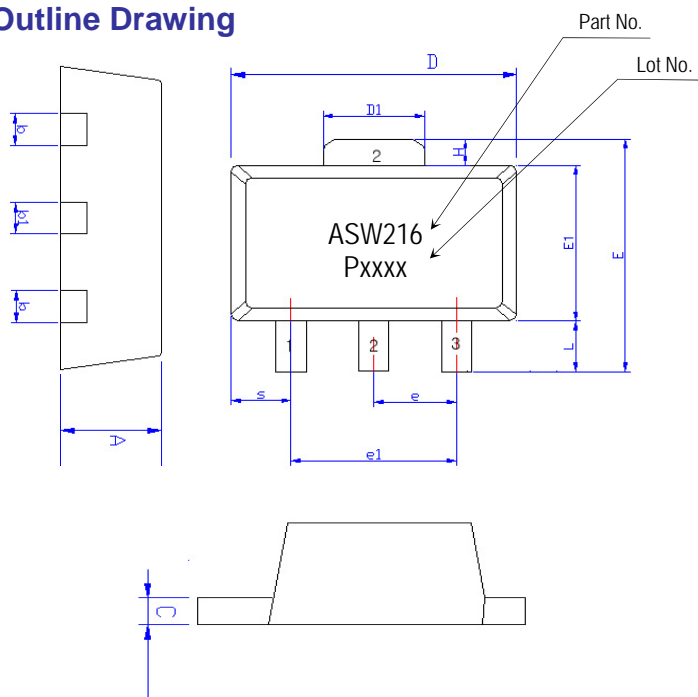 Outline Drawing
Part No.
Lot No.
D
D1
H
2
b
b1
b
ASW216
Pxxxx
E1
E
1
2
3
L
s
e
A
e1
C